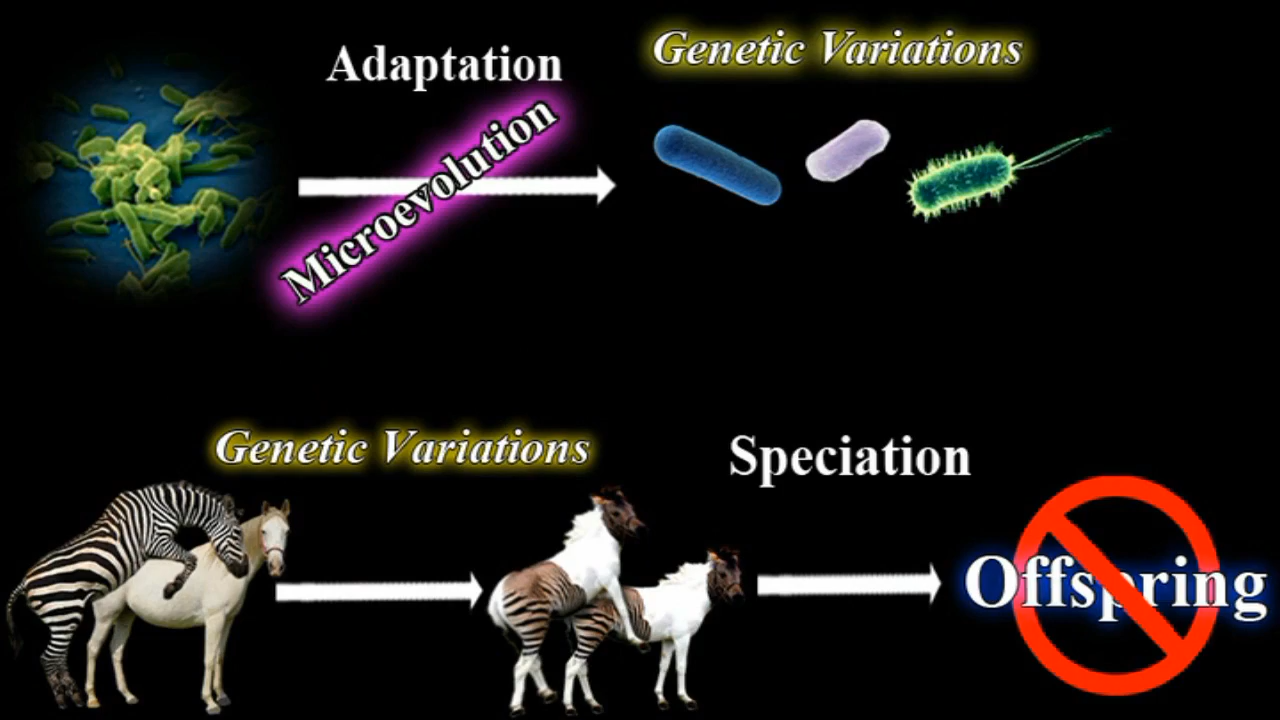 Adaptation
Genetic Variations
Microevolution
Genetic Variations
Speciation
Offspring